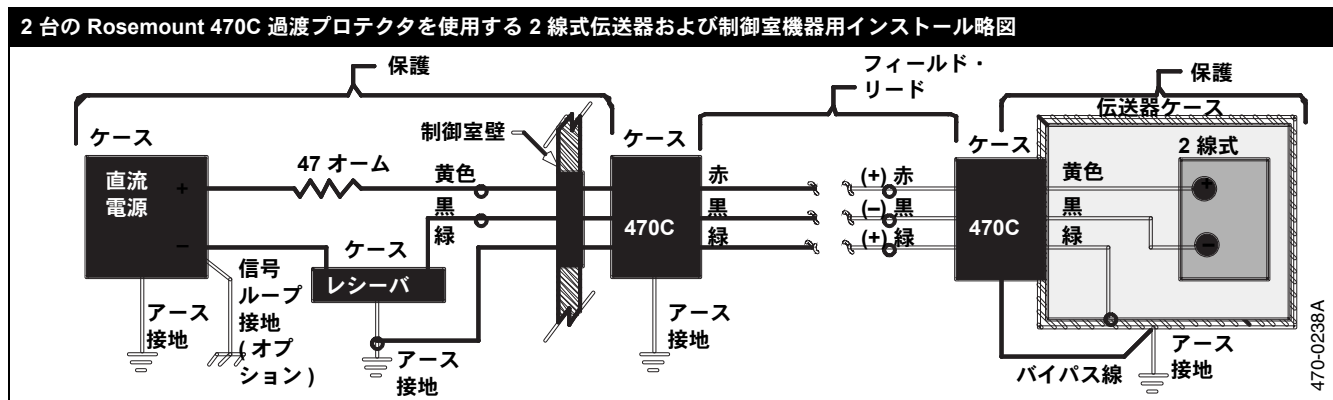 2 台の Rosemount 470C 過渡プロテクタを使用する 2 線式伝送器および制御室機器用インストール略図
保護
フィールド・
リード
保護
伝送器ケース
ケース
制御室壁
ケース
ケース
2 線式
47 オーム
直流
電源
+
−
黄色
黒
緑
赤
黒
緑
(+) 赤
(–) 黒
(+) 緑
黄色
黒
緑
+
−
470C
470C
ケース
レシーバ
信号
ループ
接地
( オプ
ション )
アース
接地
アース
接地
アース
接地
バイパス線
アース
接地
470-0238A